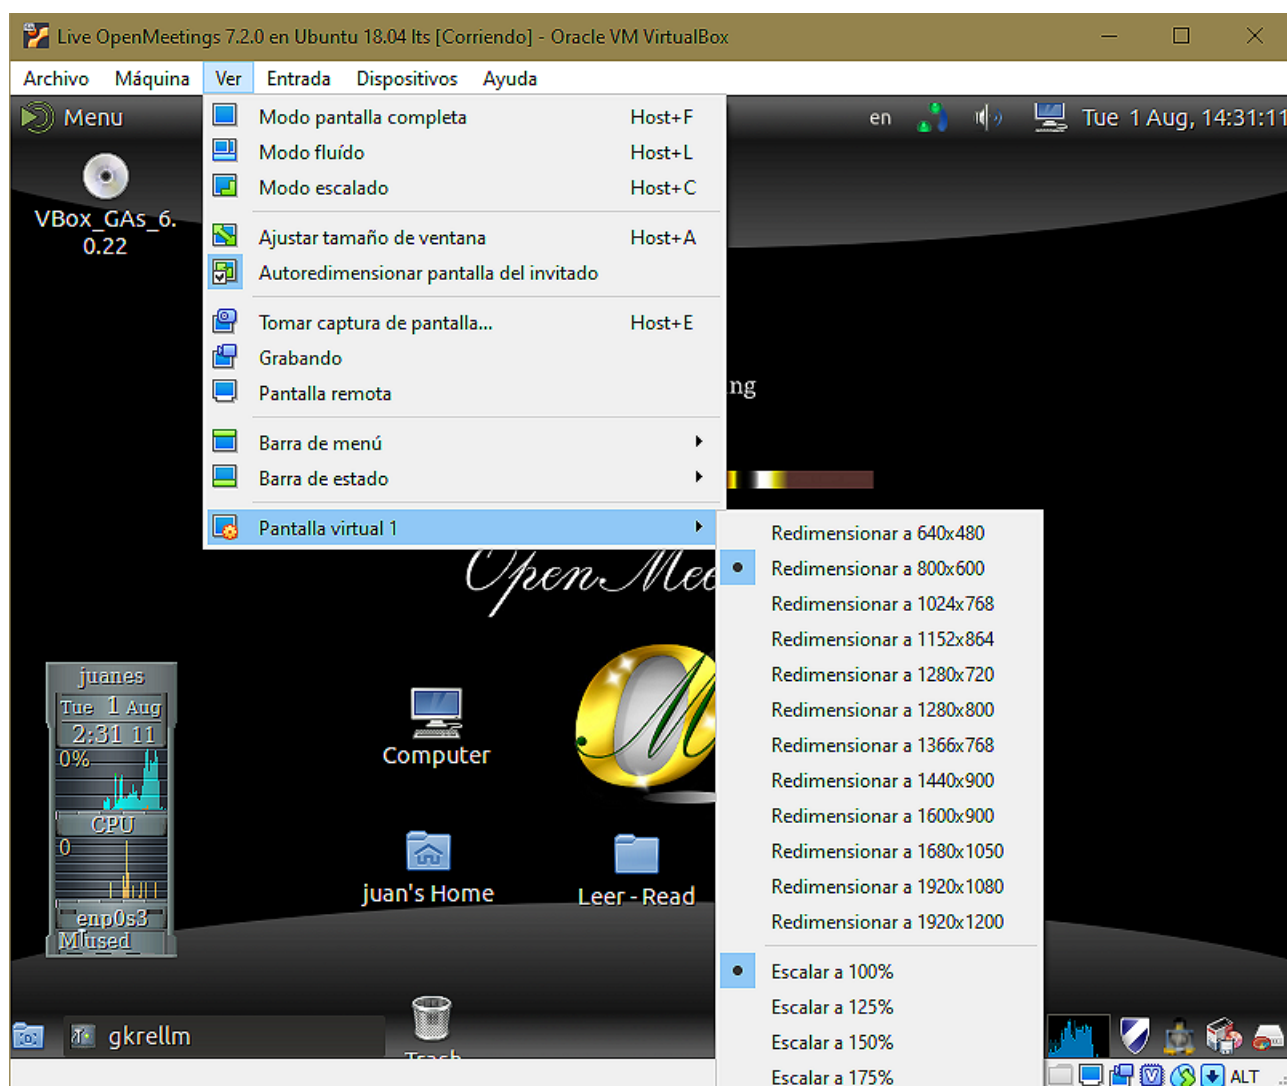 Live OpenMeetings 7.2.0 en Ubuntu 18.04 lts [Corriendo] - Oracle VM VirtualBox
Archivo Máquina Ver Entrada Dispositivos Ayuda
Menu
en
Tue 1 Aug, 14:31:11
VBox_GAs_6.
0.22
Modo pantalla completa Host+F
Modo fluído Host+L
Modo escalado Host+C
Ajustar tamaño de ventana Host+A
Autoredimensionar pantalla del invitado
Tomar captura de pantalla... Host+E
Grabando
Pantalla remota
Barra de menú
Barra de estado
Pantalla virtual 1
ng
Redimensionar a 640x480
Redimensionar a 800x600
Redimensionar a 1024x768
Redimensionar a 1152x864
Redimensionar a 1280x720
Redimensionar a 1280x800
Redimensionar a 1366x768
Redimensionar a 1440x900
Redimensionar a 1600x900
Redimensionar a 1680x1050
Redimensionar a 1920x1080
Redimensionar a 1920x1200
Escalar a 100%
Escalar a 125%
Escalar a 150%
Escalar a 175%
OpenMee
juanes
Tue 1 Aug
2:31 11
0%
CPU
0
enp0s3
M used
Computer
juan's Home
Leer - Read
Trash
gkrellm
ALT